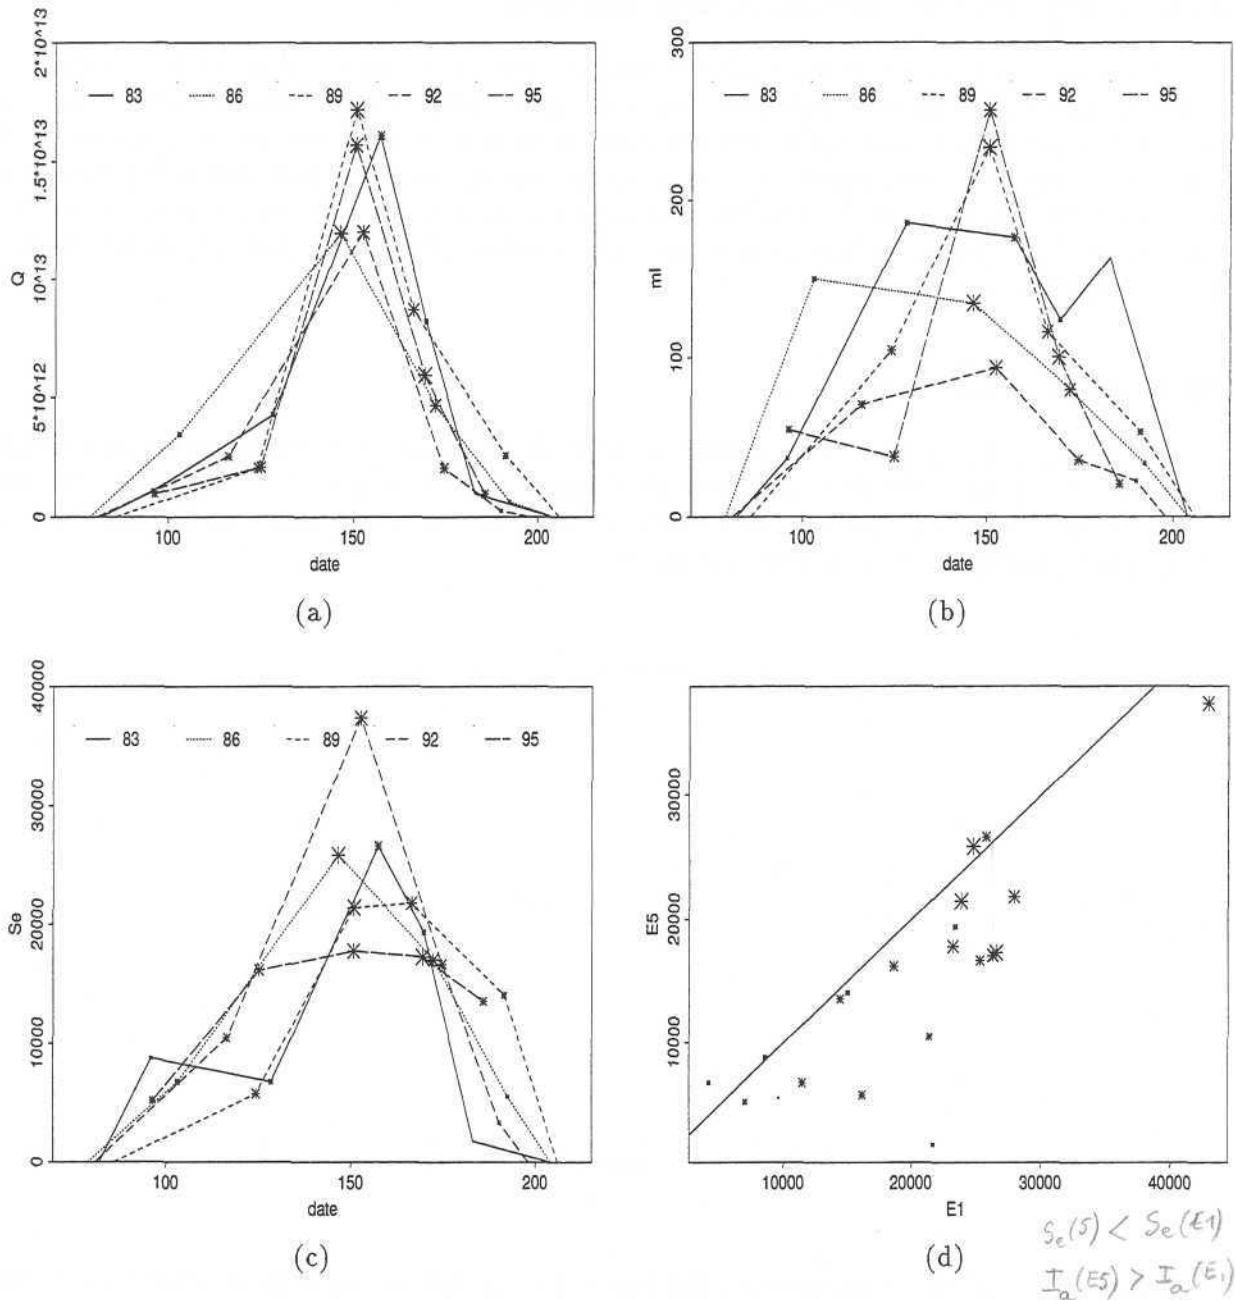 2*10^13
1.5*10^13
10^13
5*10^12
0
Q
83 86 89 92 95
100 150 200
date
(a)
300
200
100
0
ml
83 86 89 92 95
100 150 200
date
(b)
40000
30000
20000
10000
0
Se
83 86 89 92 95
100 150 200
date
(c)
30000
20000
10000
E5
10000 20000 30000 40000
E1
(d)
Se(5) < Se(E1)
Ia(E5) > Ia(E1)